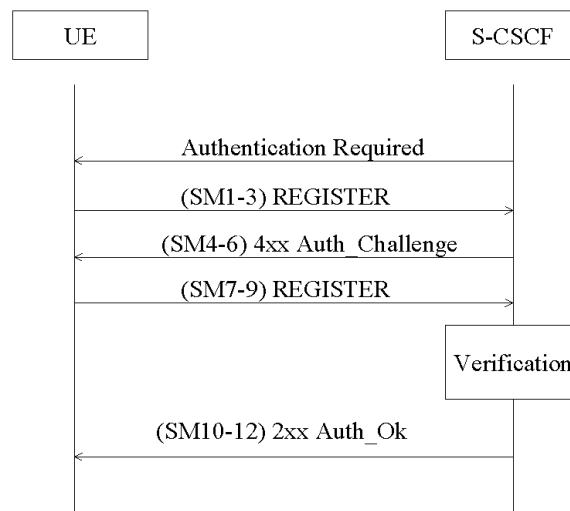 UE
S-CSCF
Authentication Required
(SM1-3) REGISTER
(SM4-6) 4xx Auth_Challenge
(SM7-9) REGISTER
Verification
(SM10-12) 2xx Auth_Ok